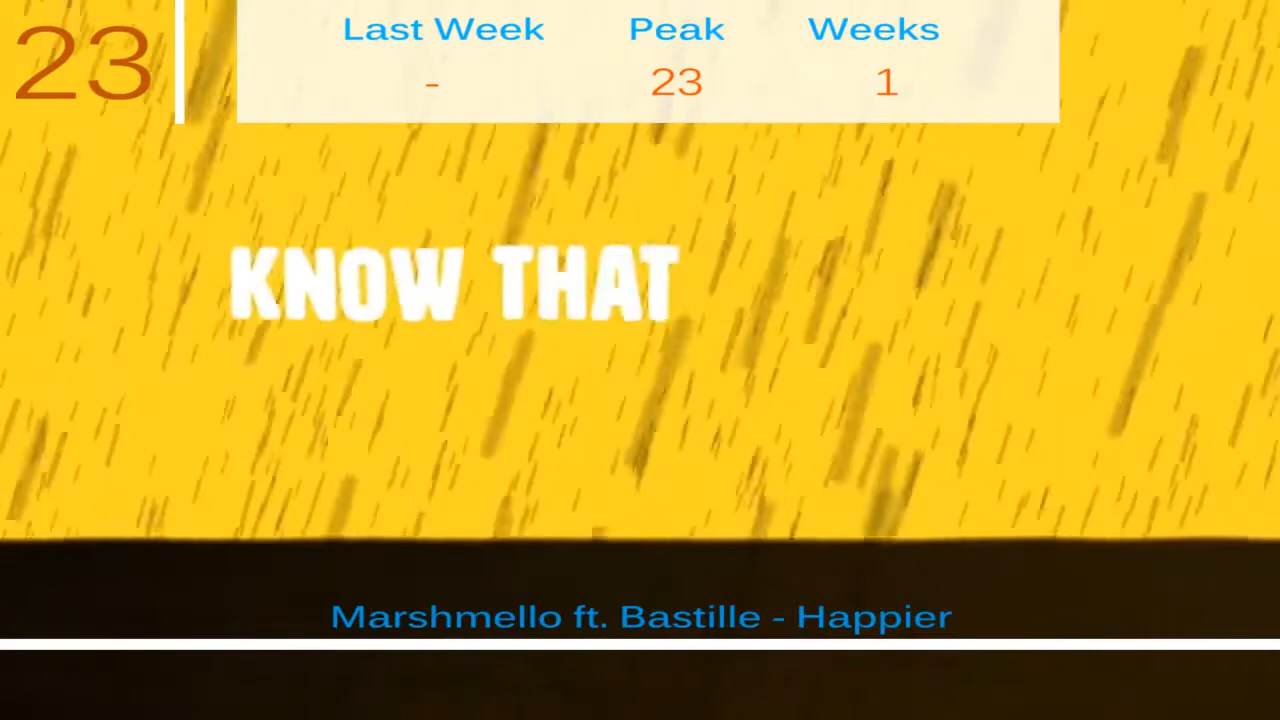 23
Last Week Peak Weeks
- 23 1
KNOW THAT
Marshmello ft. Bastille - Happier